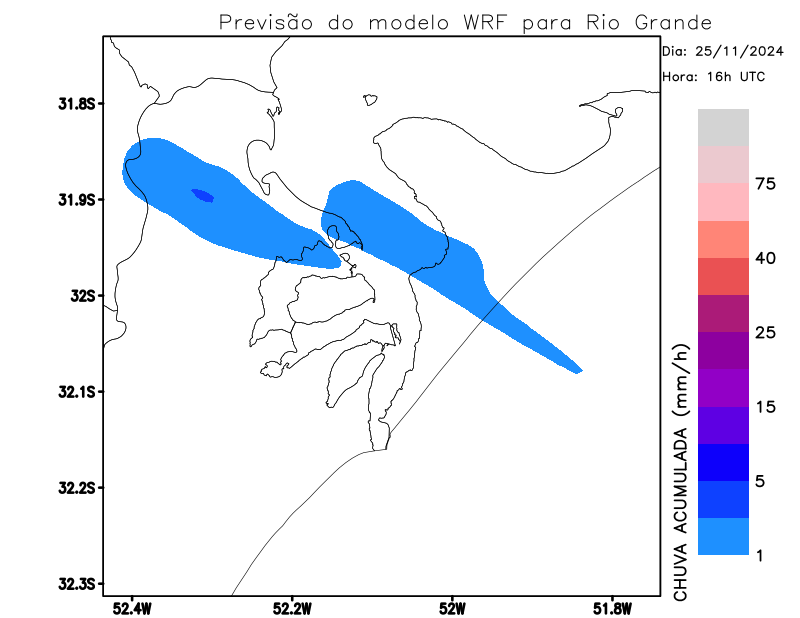 Previsão do modelo WRF para Rio Grande
Dia: 25/11/2024
Hora: 16h UTC
31.8S
31.9S
32S
32.1S
32.2S
32.3S
52.4W
52.2W
52W
51.8W
CHUVA ACUMULADA (mm/h)
75
40
25
15
5
1